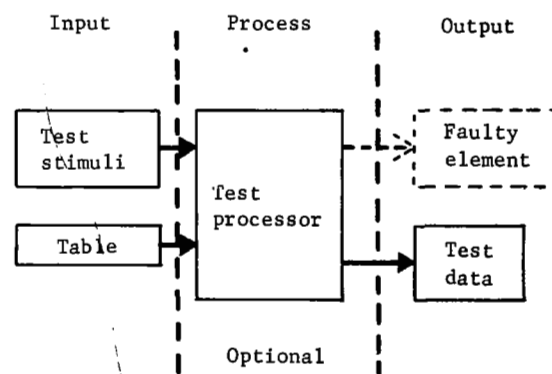 Input
Process
Output
Test
stimuli
Table
Test
processor
Faulty
element
Test
data
Optional